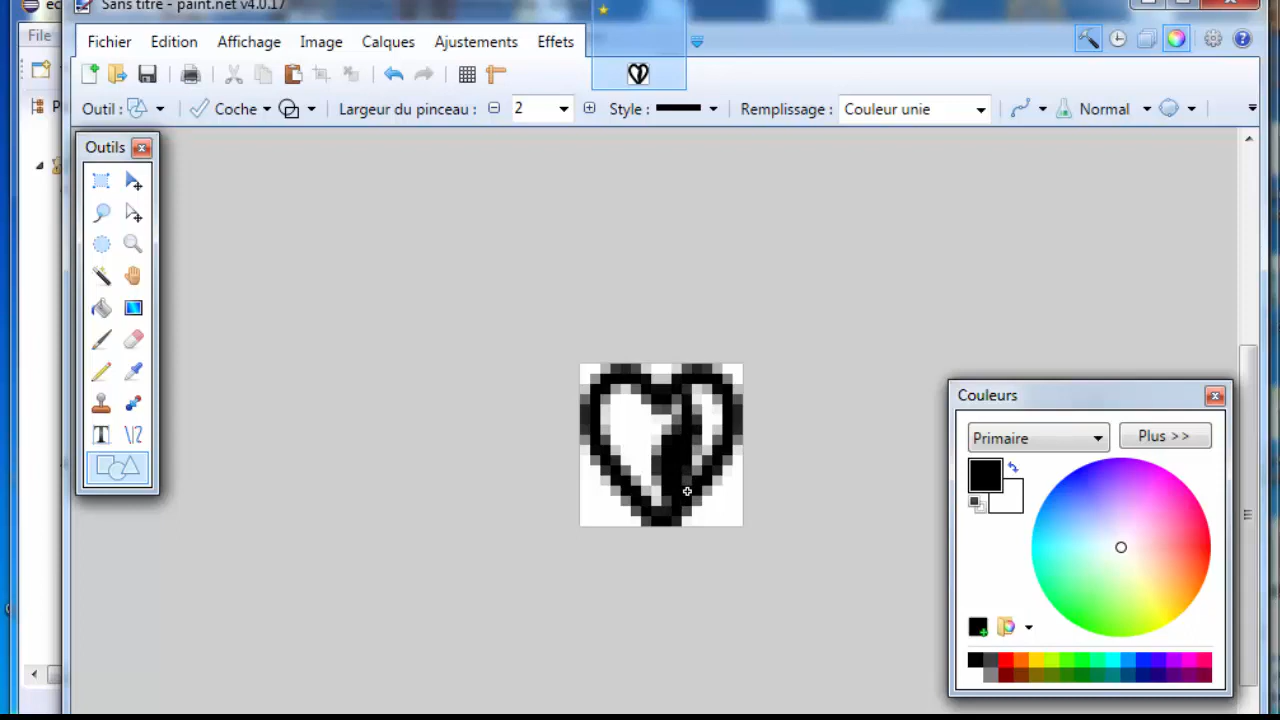 ec
Sans titre - paint.net v4.0.17
File
Fichier Edition Affichage Image Calques Ajustements Effets
Outil : Coche Largeur du pinceau : 2 Style : Remplissage : Couleur unie Normal
P
Outils
Couleurs
Primaire Plus >>